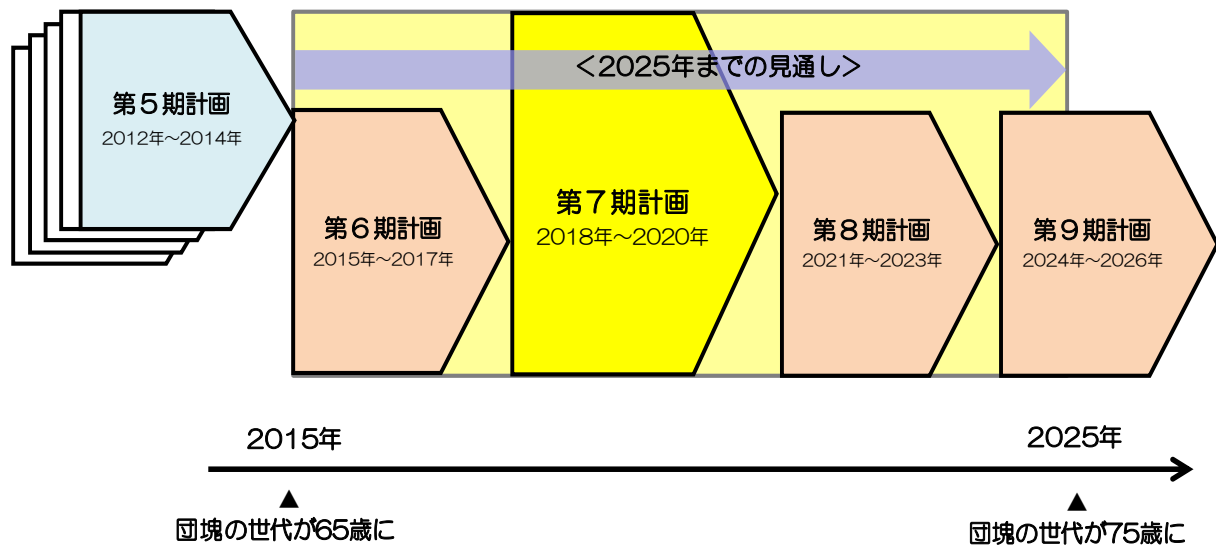 <2025年までの見通し>
第5期計画
2012年~2014年
第6期計画
2015年~2017年
第7期計画
2018年~2020年
第8期計画
2021年~2023年
第9期計画
2024年~2026年
2015年
2025年
▲
団塊の世代が65歳に
▲
団塊の世代が75歳に